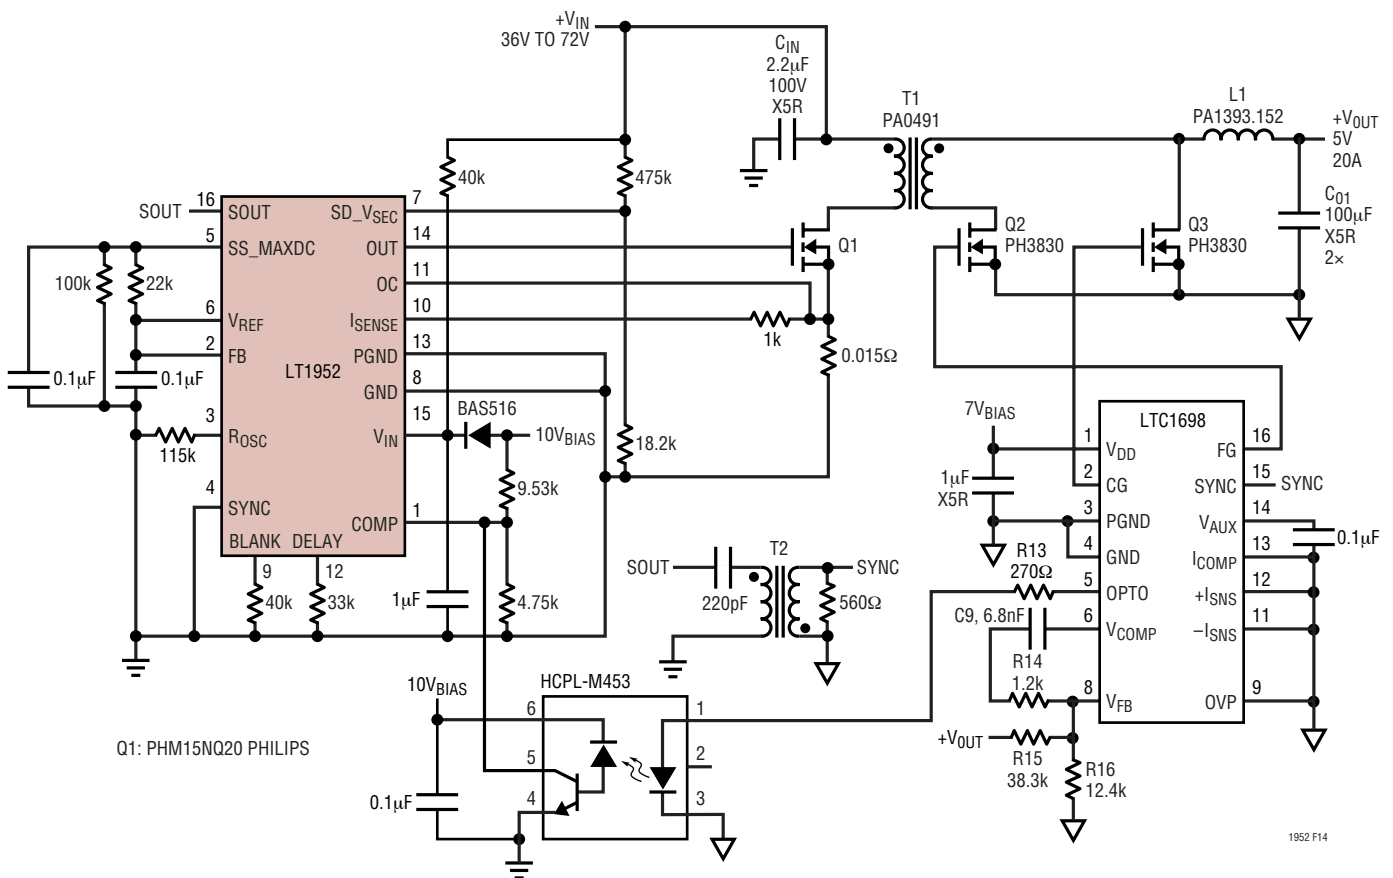 +VIN
36V TO 72V
CIN
2.2µF
100V
X5R
T1
PA0491
L1
PA1393.152
+VOUT
5V
20A
C01
100µF
X5R
2×
40k
475k
SOUT
16
SOUT
SD_VSEC
7
5
SS_MAXDC
OUT
14
OC
11
100k
22k
6
VREF
ISENSE
10
2
FB
PGND
13
LT1952
GND
8
0.1µF
0.1µF
VIN
15
3
ROSC
115k
4
SYNC
COMP
1
BLANK
DELAY
9
12
40k
33k
BAS516
10VBIAS
9.53k
18.2k
1µF
4.75k
Q1
1k
0.015Ω
Q2
PH3830
Q3
PH3830
SOUT
220pF
T2
SYNC
560Ω
7VBIAS
1µF
X5R
LTC1698
1
VDD
FG
16
2
CG
SYNC
15
SYNC
3
PGND
VAUX
14
0.1µF
4
GND
ICOMP
13
R13
270Ω
5
OPTO
+ISNS
12
C9, 6.8nF
6
VCOMP
–ISNS
11
R14
1.2k
8
VFB
OVP
9
+VOUT
R15
38.3k
R16
12.4k
10VBIAS
HCPL-M453
6
1
5
2
4
3
0.1µF
Q1: PHM15NQ20 PHILIPS
1952 F14